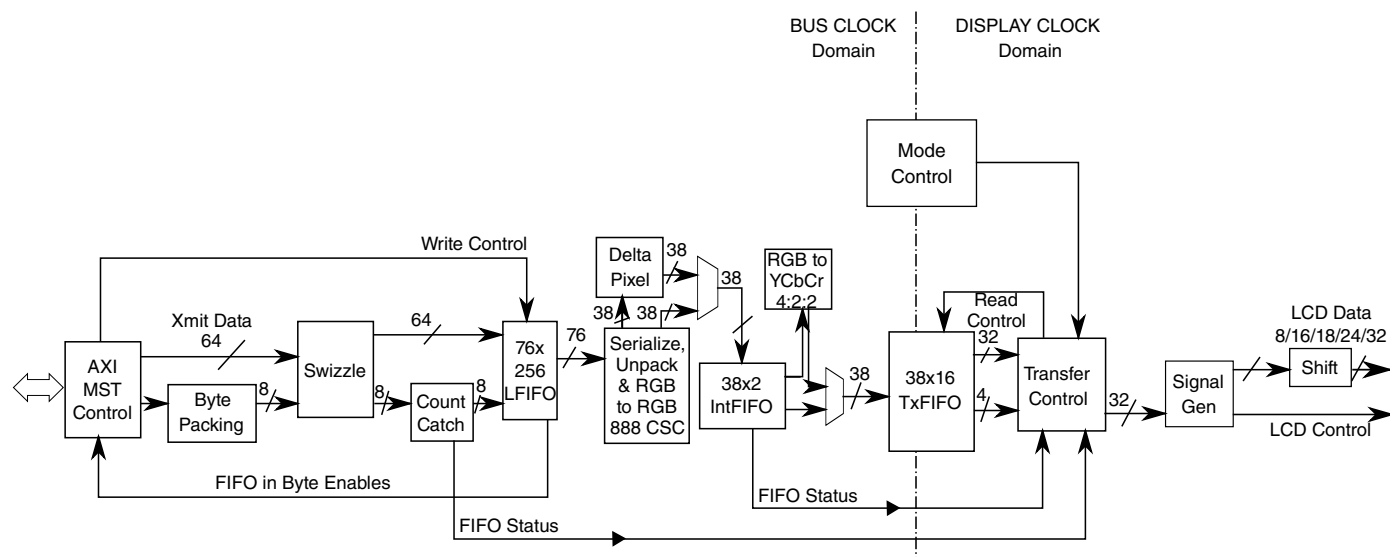 BUS CLOCK
Domain
DISPLAY CLOCK
Domain
Mode
Control
Write Control
Delta
Pixel
38
38
RGB to
YCbCr
4:2:2
Read
Control
LCD Data
8/16/18/24/32
Xmit Data
64
64
38
38
32
AXI
MST
Control
Swizzle
76x
256
LFIFO
76
Serialize,
Unpack
& RGB
to RGB
888 CSC
38x2
IntFIFO
38
38x16
TxFIFO
Transfer
Control
Signal
Gen
Shift
Byte
Packing
8
8
Count
Catch
8
4
32
LCD Control
FIFO in Byte Enables
FIFO Status
FIFO Status